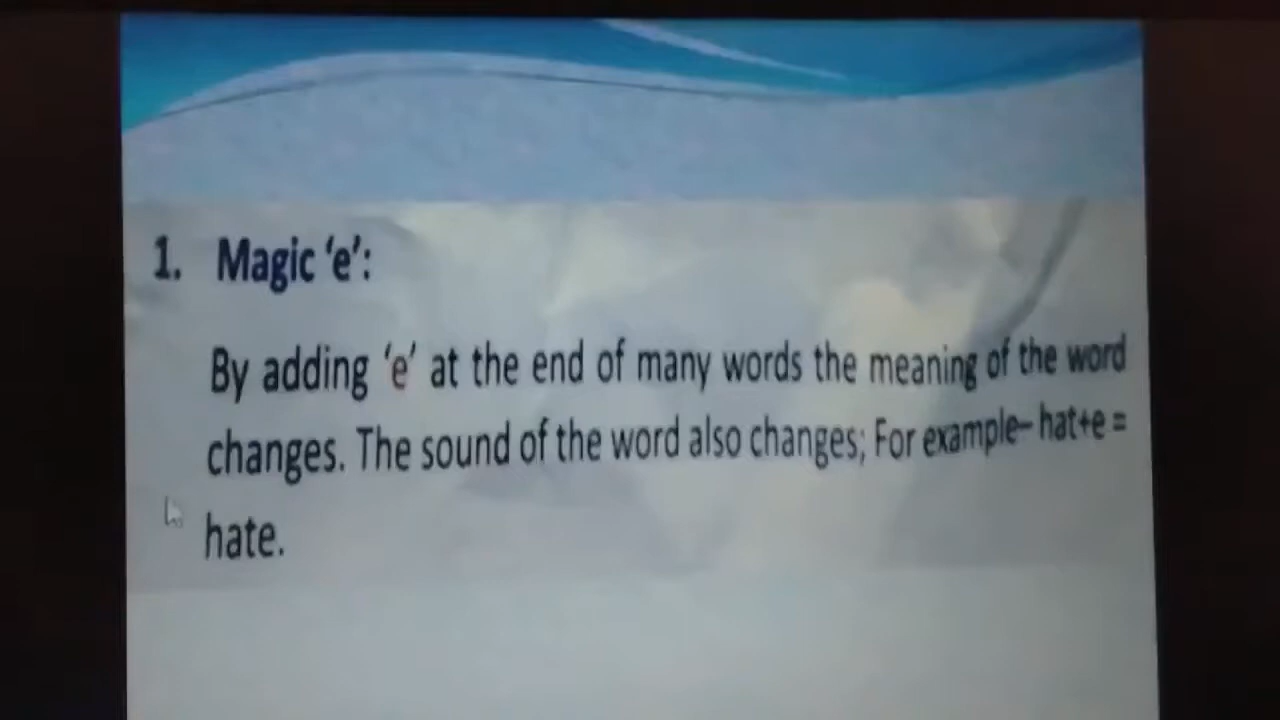 1. Magic ‘e’:
By adding ‘e’ at the end of many words the meaning of the word
changes. The sound of the word also changes; For example– hat+e =
hate.